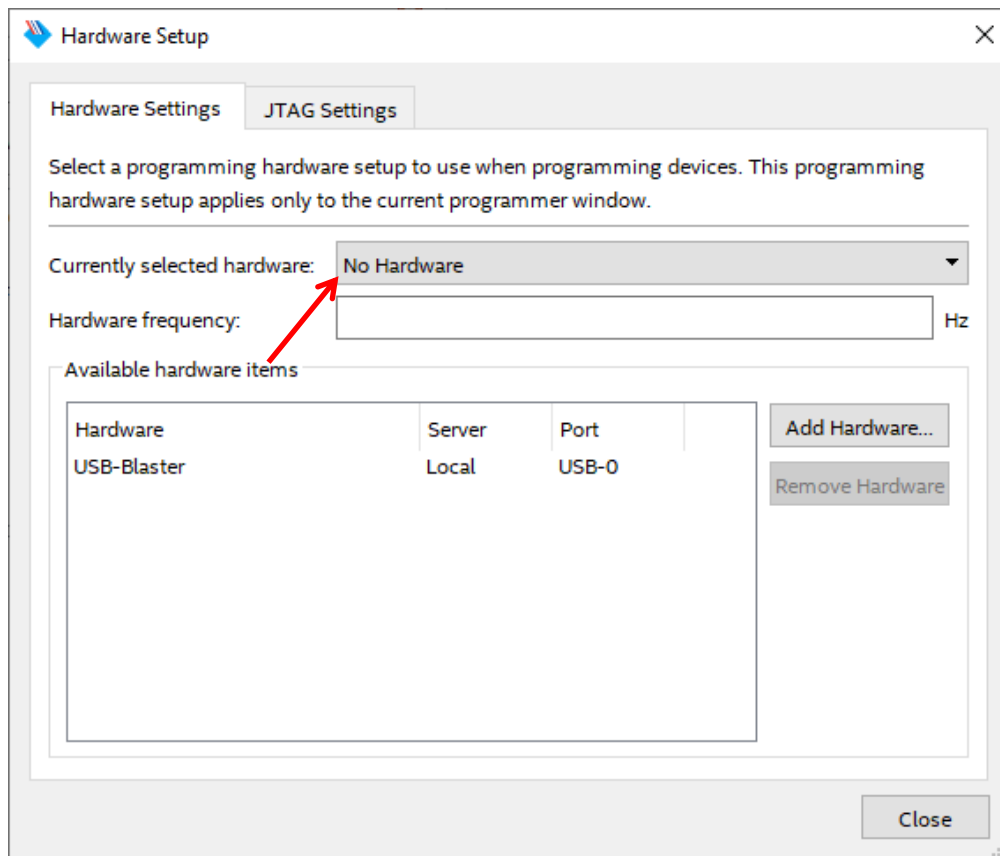 Hardware Setup
Hardware Settings
JTAG Settings
Select a programming hardware setup to use when programming devices. This programming
hardware setup applies only to the current programmer window.
Currently selected hardware: No Hardware
Hardware frequency: Hz
Available hardware items
Hardware Server Port
USB-Blaster Local USB-0
Add Hardware...
Remove Hardware
Close